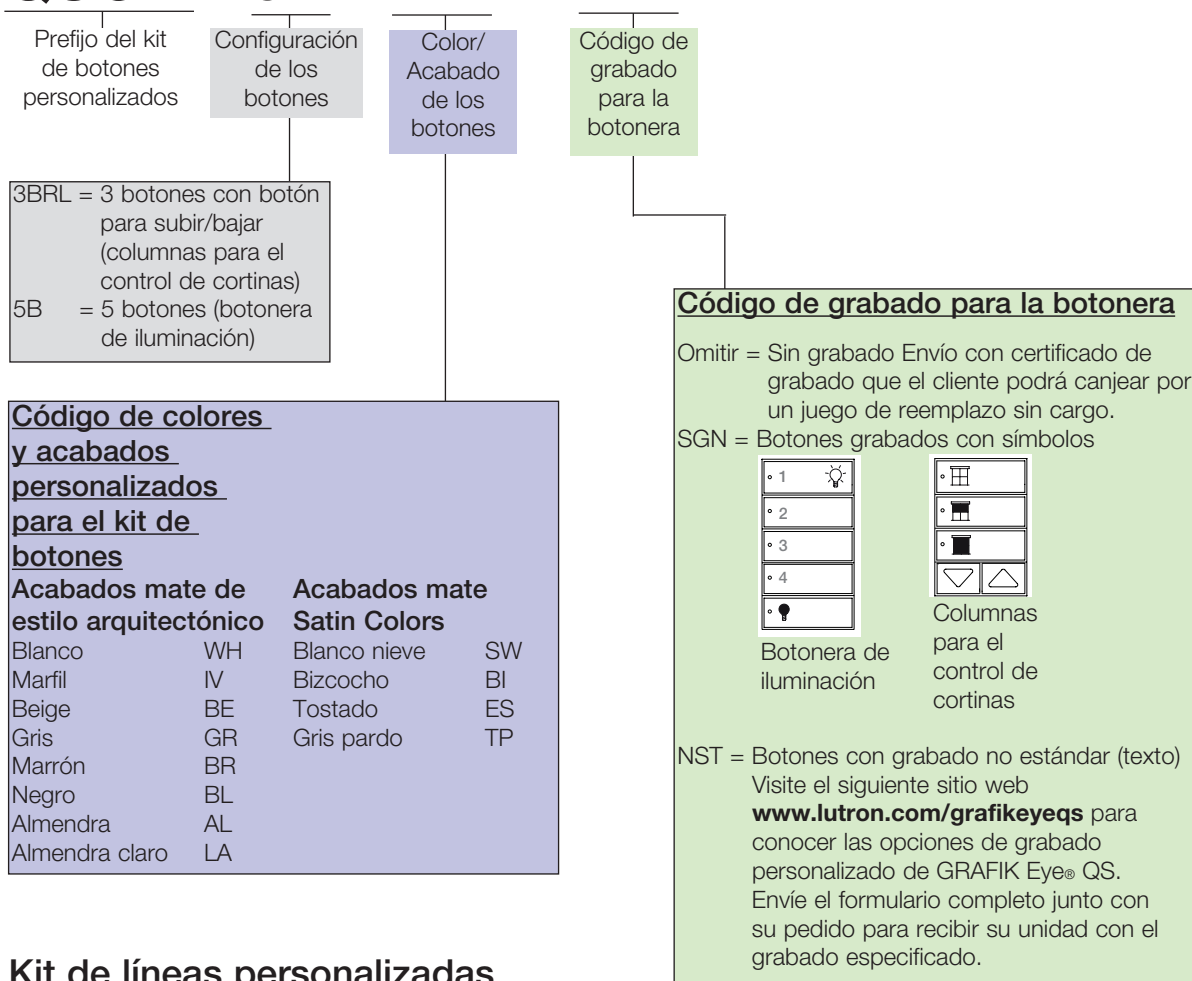 Prefijo del kit
de botones
personalizados
Configuración
de los
botones
Color/
Acabado
de los
botones
Código de
grabado
para la
botonera
3BRL = 3 botones con botón
para subir/bajar
(columnas para el
control de cortinas)
5B = 5 botones (botonera
de iluminación)
Código de colores
y acabados
personalizados
para el kit de
botones
Acabados mate de
estilo arquitectónico
Blanco WH
Marfil IV
Beige BE
Gris GR
Marrón BR
Negro BL
Almendra AL
Almendra claro LA
Acabados mate
Satin Colors
Blanco nieve SW
Bizcocho BI
Tostado ES
Gris pardo TP
Código de grabado para la botonera
Omitir = Sin grabado Envío con certificado de
grabado que el cliente podrá canjear por
un juego de reemplazo sin cargo.
SGN = Botones grabados con símbolos
1
2
3
4
Botonera de
iluminación
Columnas
para el
control de
cortinas
NST = Botones con grabado no estándar (texto)
Visite el siguiente sitio web
www.lutron.com/grafikeyeqs para
conocer las opciones de grabado
personalizado de GRAFIK Eye® QS.
Envíe el formulario completo junto con
su pedido para recibir su unidad con el
grabado especificado.
Kit de líneas personalizadas